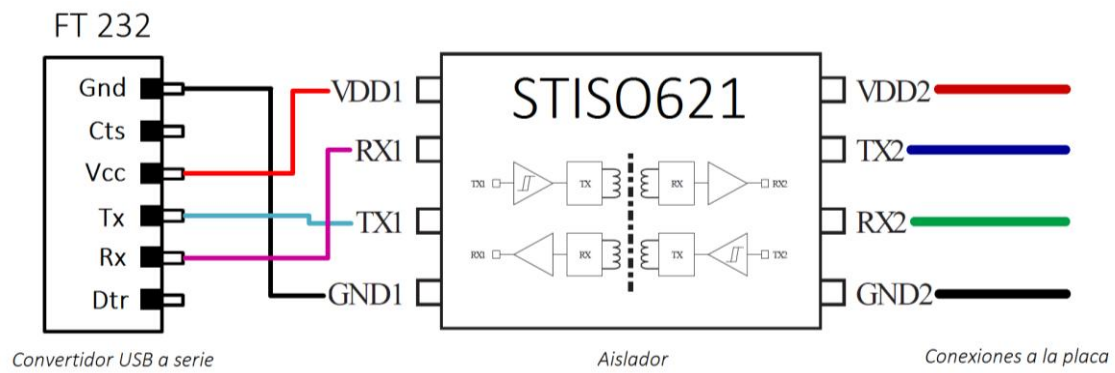 FT 232
Gnd
Cts
Vcc
Tx
Rx
Dtr
Convertidor USB a serie
VDD1
RX1
TX1
GND1
STISO621
TX1 TX RX RX2
RX1 RX TX TX2
Aislador
VDD2
TX2
RX2
GND2
Conexiones a la placa